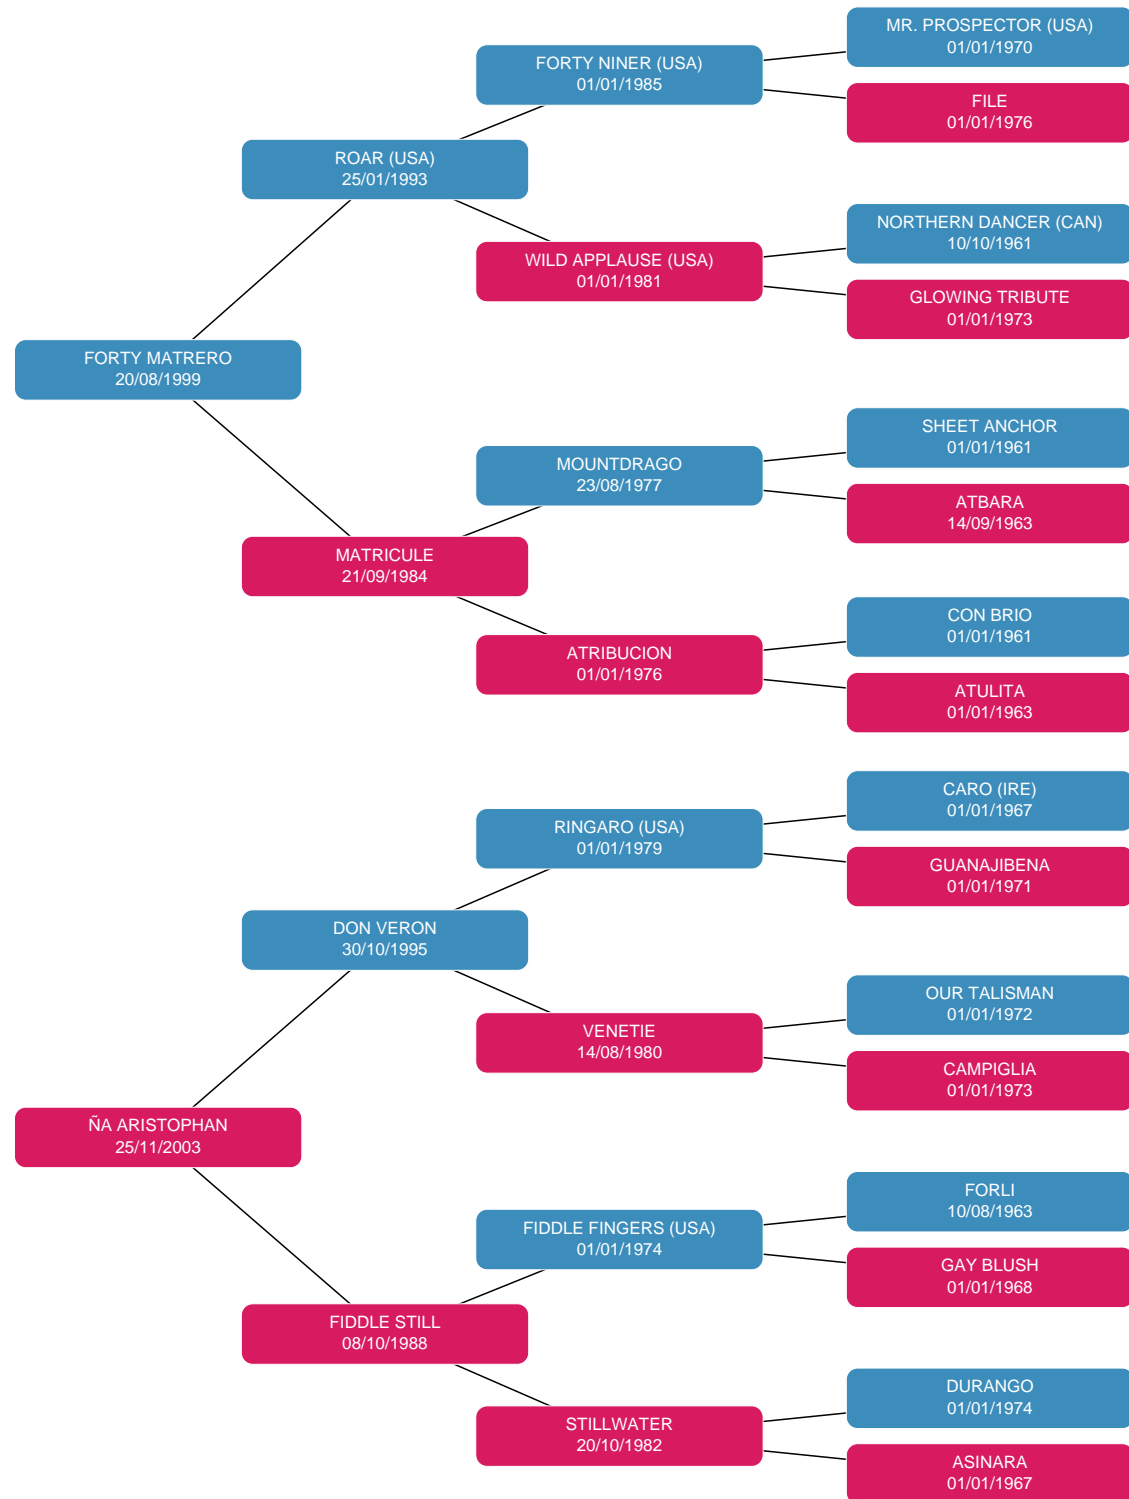 MR. PROSPECTOR (USA)
01/01/1970
FORTY NINER (USA)
01/01/1985
FILE
01/01/1976
ROAR (USA)
25/01/1993
NORTHERN DANCER (CAN)
10/10/1961
WILD APPLAUSE (USA)
01/01/1981
GLOWING TRIBUTE
01/01/1973
FORTY MATRERO
20/08/1999
SHEET ANCHOR
01/01/1961
MOUNTDRAGO
23/08/1977
ATBARA
14/09/1963
MATRICULE
21/09/1984
CON BRIO
01/01/1961
ATRIBUCION
01/01/1976
ATULITA
01/01/1963
CARO (IRE)
01/01/1967
RINGARO (USA)
01/01/1979
GUANAJIBENA
01/01/1971
DON VERON
30/10/1995
OUR TALISMAN
01/01/1972
VENETIE
14/08/1980
CAMPIGLIA
01/01/1973
ÑA ARISTOPHAN
25/11/2003
FORLI
10/08/1963
FIDDLE FINGERS (USA)
01/01/1974
GAY BLUSH
01/01/1968
FIDDLE STILL
08/10/1988
DURANGO
01/01/1974
STILLWATER
20/10/1982
ASINARA
01/01/1967